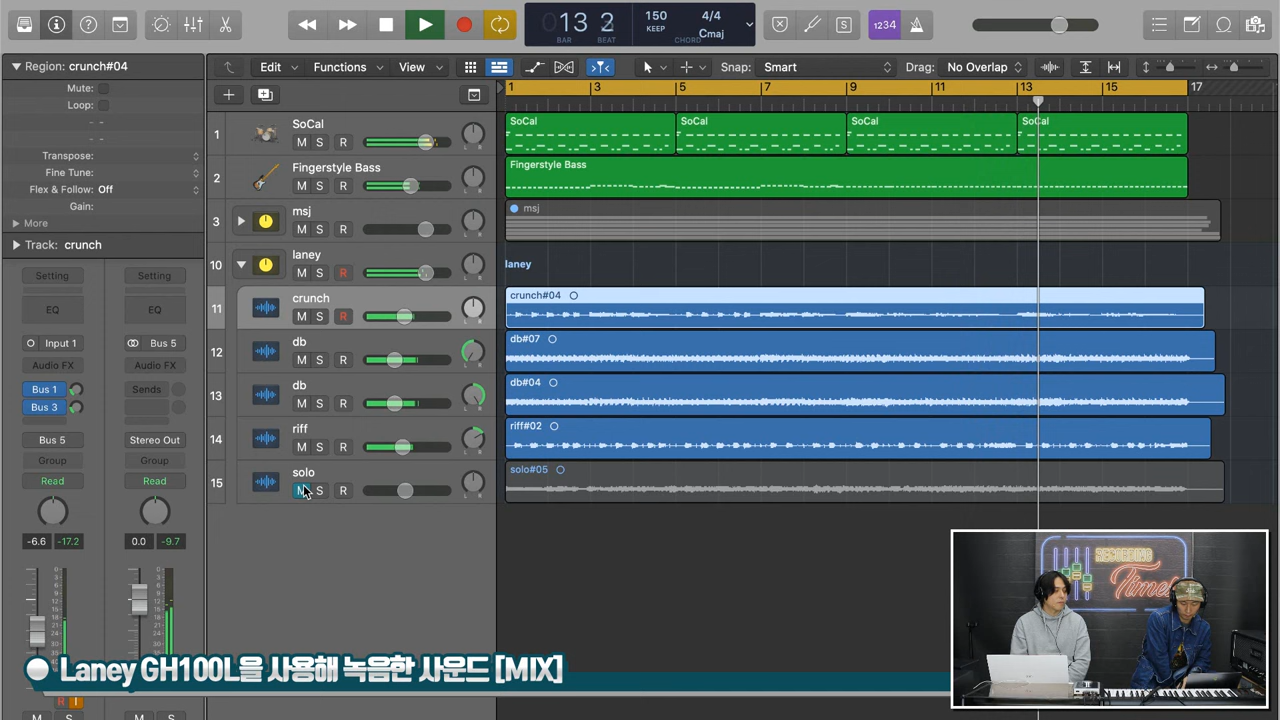 13 2
BAR BEAT
150
KEEP
4/4
Cmaj
CHORD
1234
S
Region: crunch#04
Mute:
Loop:
Transpose:
Fine Tune:
Flex & Follow: Off
Gain:
More
Track: crunch
Edit Functions View Snap: Smart Drag: No Overlap
1 3 5 7 9 11 13 15 17
1 SoCal
M S R
2 Fingerstyle Bass
M S R
3 msj
M S R
10 laney
M S R
11 crunch
M S R
12 db
M S R
13 db
M S R
14 riff
M S R
15 solo
M S R
SoCal SoCal SoCal SoCal
Fingerstyle Bass
msj
laney
crunch#04
db#07
db#04
riff#02
solo#05
Setting Setting
EQ EQ
Input 1 Bus 5
Audio FX Audio FX
Bus 1 Sends
Bus 3
Bus 5 Stereo Out
Group Group
Read Read
-6.6 -17.2 0.0 -9.7
R I
M S M S
RECORDING
Time!
Laney GH100L을 사용해 녹음한 사운드 [MIX]